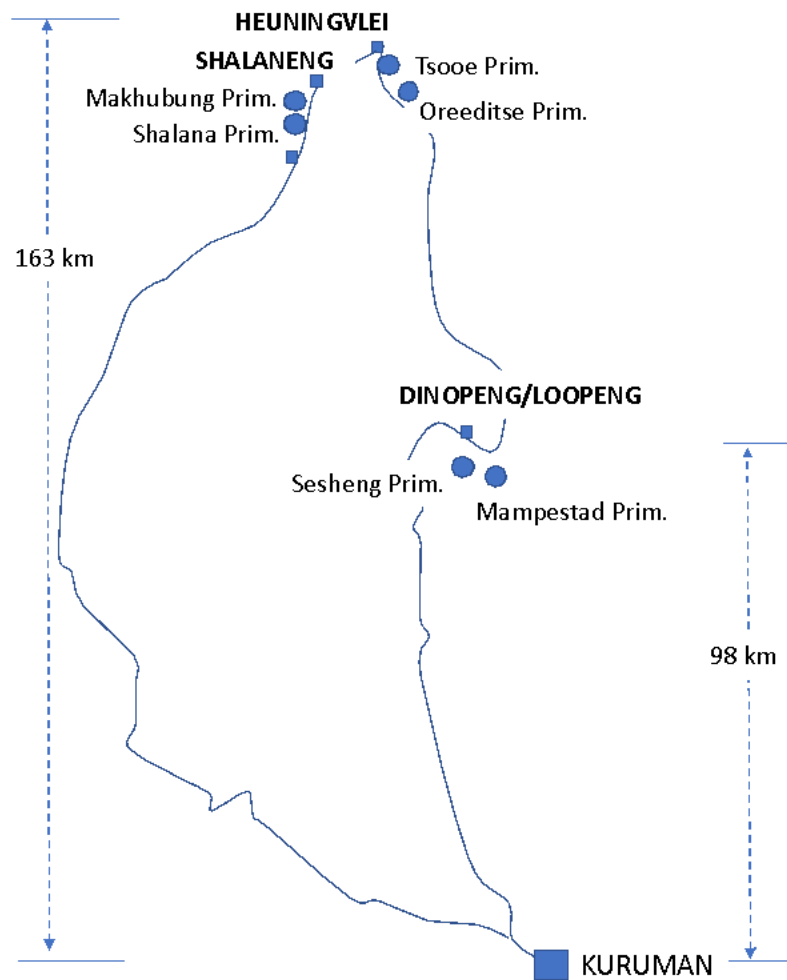 HEUNINGVLEI
SHALANENG
Tsooe Prim.
Makhubung Prim.
Oreeditse Prim.
Shalana Prim.
163 km
DINOPENG/LOOPENG
Sesheng Prim.
Mampestad Prim.
98 km
KURUMAN